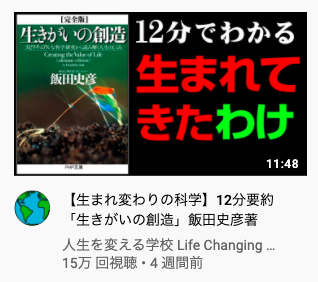 【完全版】
生きがいの創造
スピリチュアルな科学研究から読み解く人生のしくみ
Creating the Value of Life
[ultimate edition]
飯田史彦
PHP文庫
12分でわかる
生まれて
きたわけ
11:48
【生まれ変わりの科学】12分要約
「生きがいの創造」飯田史彦著
人生を変える学校 Life Changing ...
15万 回視聴・4 週間前